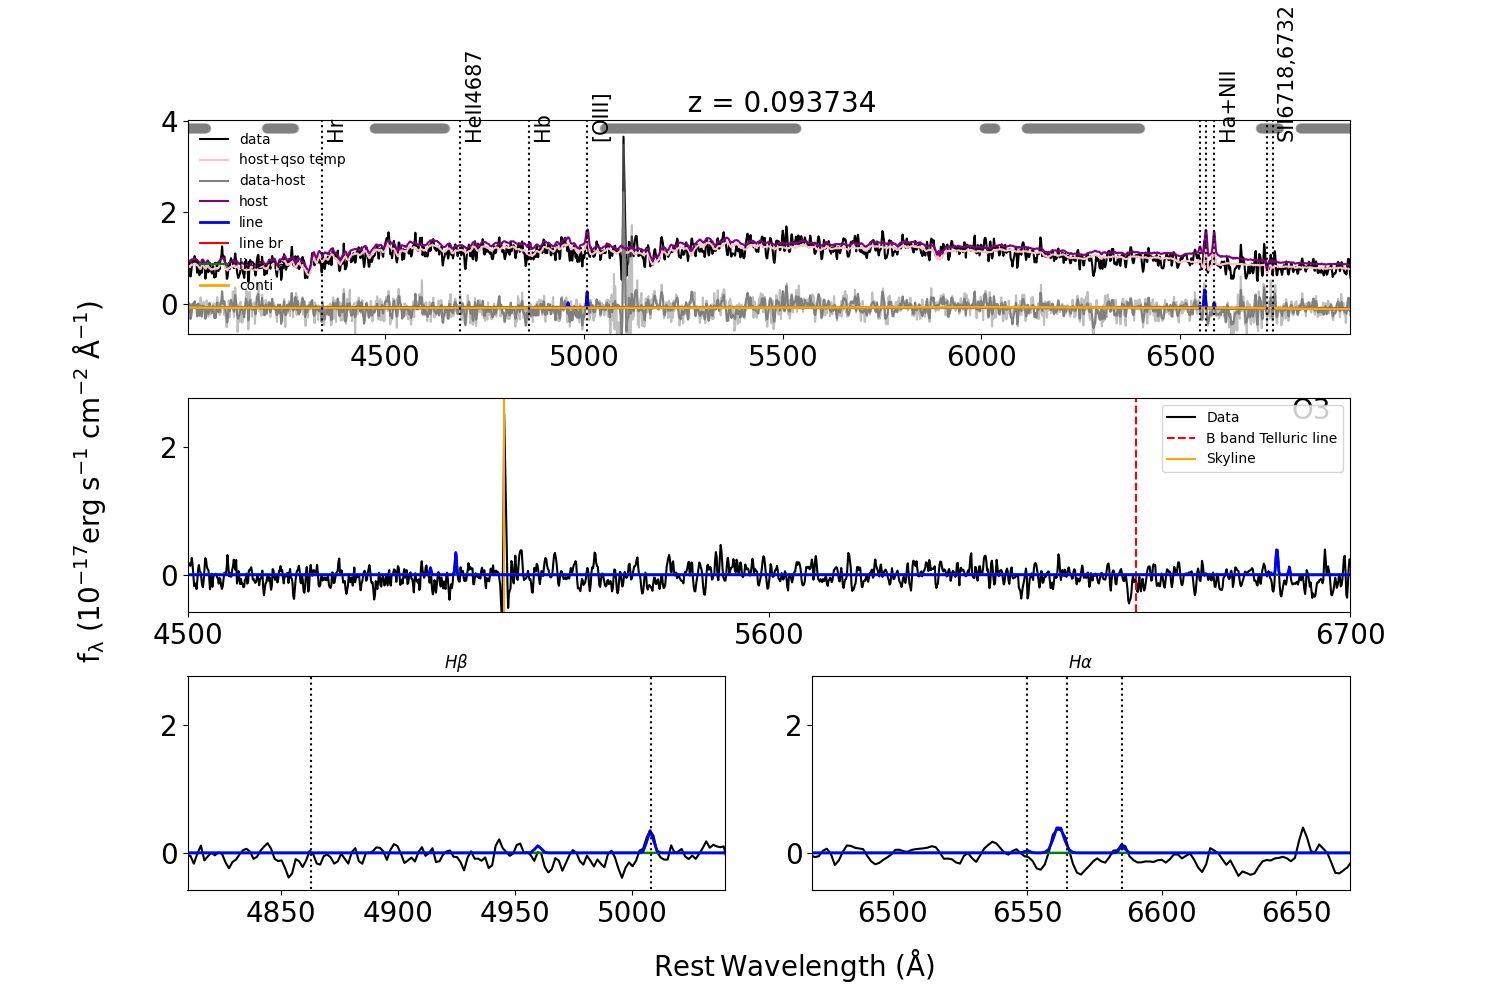 z = 0.093734
Hr
HeII4687
Hb
[OIII]
Ha+NII
SII6718,6732
data
host+qso temp
data-host
host
line
line br
conti
4
2
0
4500
5000
5500
6000
6500
fλ (10⁻¹⁷erg s⁻¹ cm⁻² Å⁻¹)
O3
Data
B band Telluric line
Skyline
2
0
4500
5600
6700
Hβ
2
0
4850
4900
4950
5000
Hα
2
0
6500
6550
6600
6650
Rest Wavelength (Å)